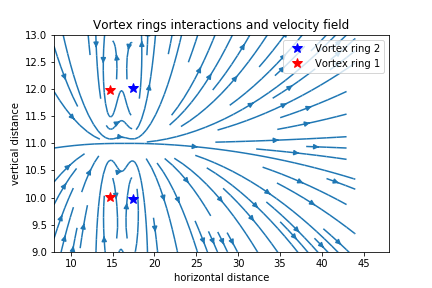 Vortex rings interactions and velocity field
13.0
12.5
12.0
11.5
11.0
10.5
10.0
9.5
9.0
vertical distance
Vortex ring 2
Vortex ring 1
10 15 20 25 30 35 40 45
horizontal distance